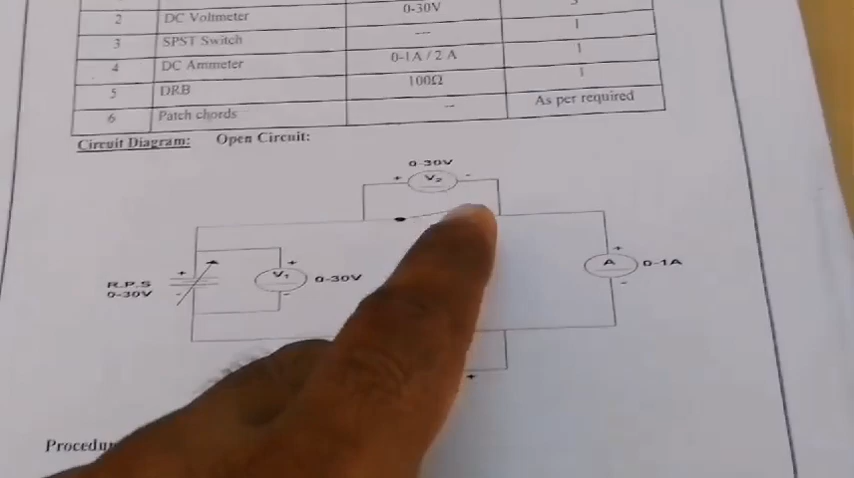 2 DC Voltmeter 0-30V 3
3 SPST Switch --- 1
4 DC Ammeter 0-1A / 2 A 1
5 DRB 100Ω 1
6 Patch chords -- As per required
Circuit Diagram: Open Circuit:
0-30V
+ V₂ -
+ V₁ - 0-30V
R.P.S + -
0-30V
+ A - 0-1A
+
Procedu